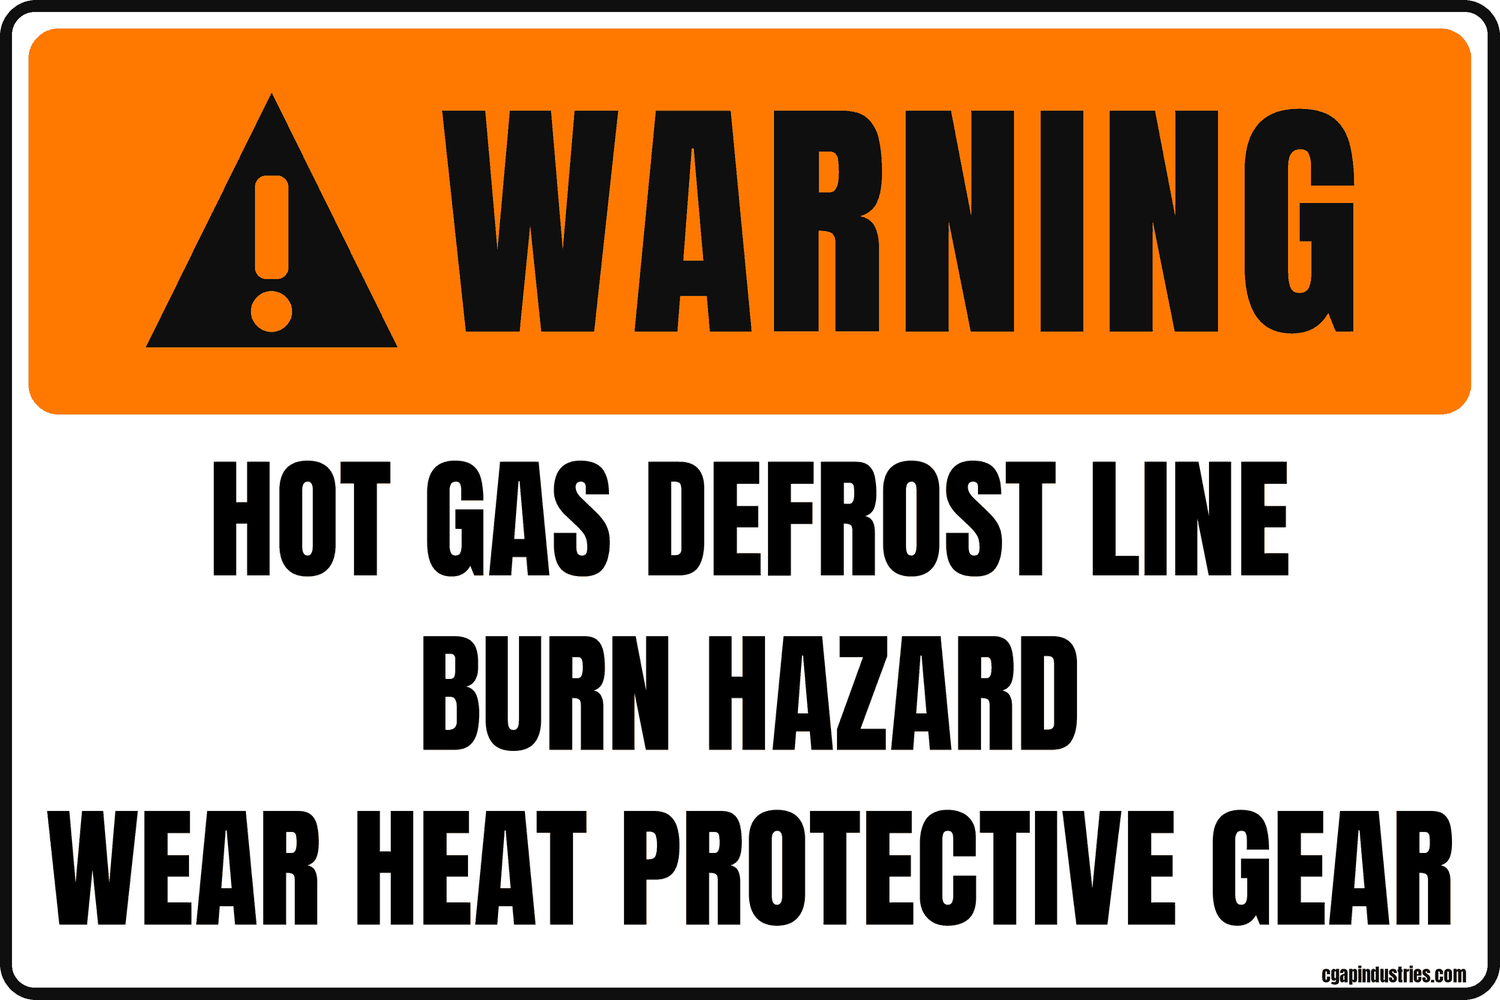 WARNING
HOT GAS DEFROST LINE
BURN HAZARD
WEAR HEAT PROTECTIVE GEAR
cgapindustries.com